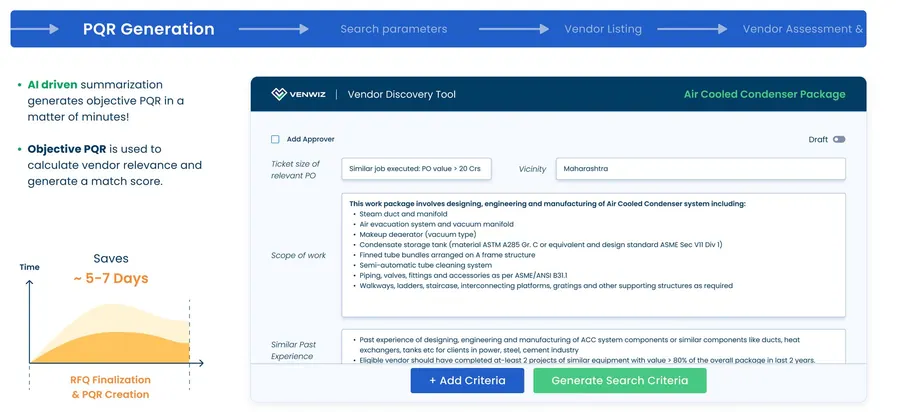 PQR Generation
Search parameters
Vendor Listing
Vendor Assessment &
• AI driven summarization
generates objective PQR in a
matter of minutes!
• Objective PQR is used to
calculate vendor relevance and
generate a match score.
Saves
~ 5-7 Days
Time
RFQ Finalization
& PQR Creation
VENWIZ | Vendor Discovery Tool
Air Cooled Condenser Package
Add Approver
Draft
Ticket size of
relevant PO
Similar job executed: PO value > 20 Crs
Vicinity
Maharashtra
Scope of work
This work package involves designing, engineering and manufacturing of Air Cooled Condenser system including:
• Steam duct and manifold
• Air evacuation system and vacuum manifold
• Makeup deaerator (vacuum type)
• Condensate storage tank (material ASTM A285 Gr. C or equivalent and design standard ASME Sec V11 Div 1)
• Finned tube bundles arranged on A frame structure
• Semi-automatic tube cleaning system
• Piping, valves, fittings and accessories as per ASME/ANSI B31.1
• Walkways, ladders, staircase, interconnecting platforms, gratings and other supporting structures as required
Similar Past
Experience
• Past experience of designing, engineering and manufacturing of ACC system components or similar components like ducts, heat
exchangers, tanks etc for clients in power, steel, cement industry
• Eligible vendor should have completed at-least 2 projects of similar equipment with value > 80% of the overall package in last 2 years.
+ Add Criteria
Generate Search Criteria